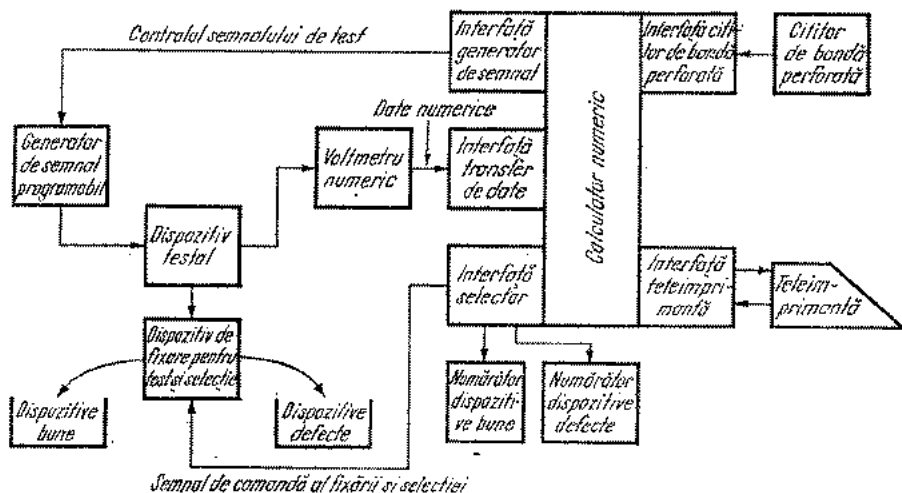 Controlul semnalului de test
Interfață
generator
de semnal
Interfață citi-
tor de bandă
perforată
Cititor
de bandă
perforată
Date numerice
Generator
de semnal
programabil
Voltmetru
numeric
Interfață
transfer
de date
Calculator numeric
Dispozitiv
testat
Interfață
selector
Interfață
teleimpri-
mantă
Teleim-
primantă
Dispozitiv de
fixare pentru
test și selecție
Dispozitive
bune
Dispozitive
defecte
Numărător
dispoziti-
ve bune
Numărător
dispozitive
defecte
Semnal de comandă al fixării si selectiei